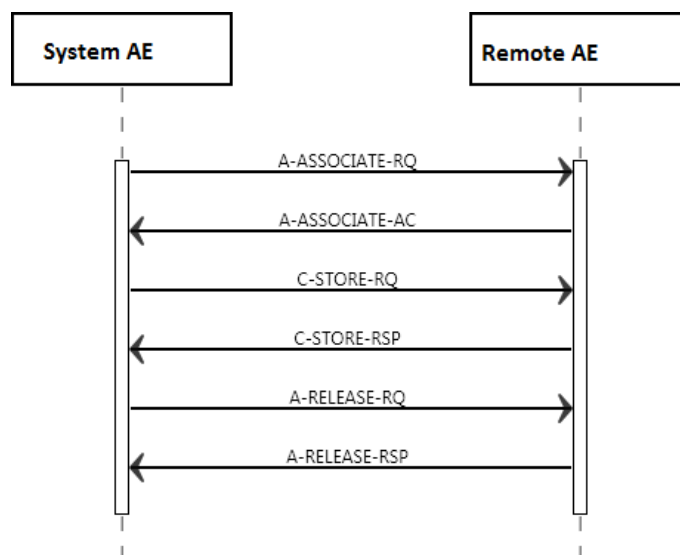 System AE
Remote AE
A-ASSOCIATE-RQ
A-ASSOCIATE-AC
C-STORE-RQ
C-STORE-RSP
A-RELEASE-RQ
A-RELEASE-RSP